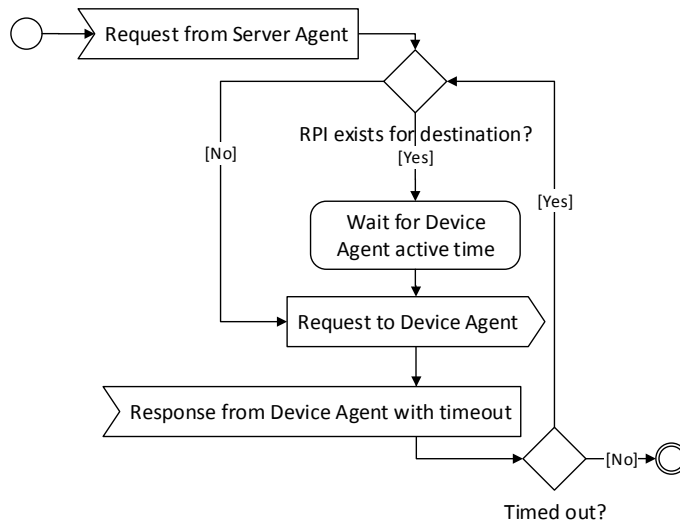 Request from Server Agent
RPI exists for destination?
[No]
[Yes]
[Yes]
Wait for Device
Agent active time
Request to Device Agent
Response from Device Agent with timeout
[No]
Timed out?